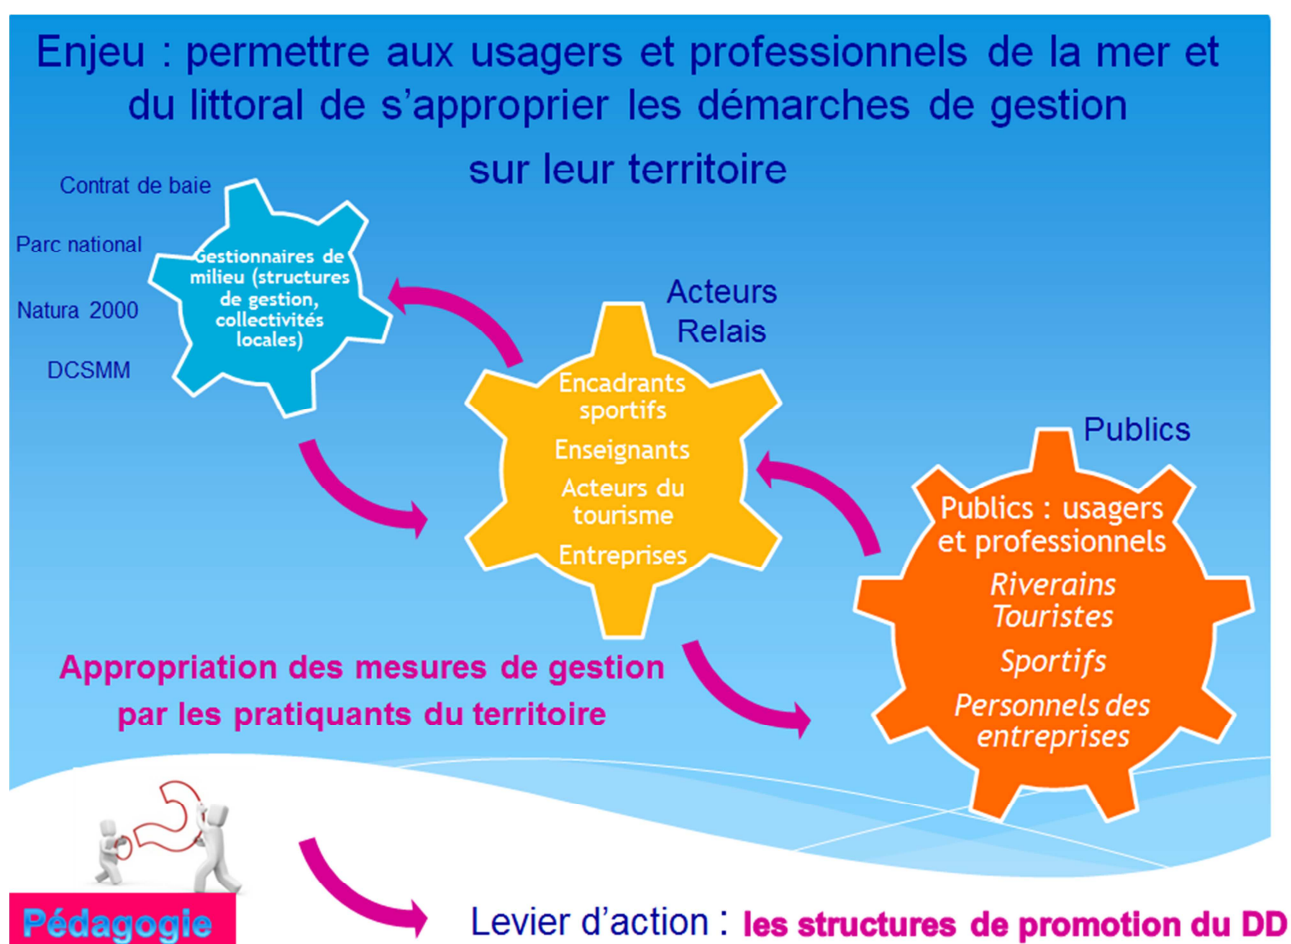 Enjeu : permettre aux usagers et professionnels de la mer et
du littoral de s'approprier les démarches de gestion
sur leur territoire
Contrat de baie
Parc national
Natura 2000
DCSMM
Gestionnaires de
milieu (structures
de gestion,
collectivités
locales)
Acteurs
Relais
Encadrants
sportifs
Enseignants
Acteurs du
tourisme
Entreprises
Publics
Publics : usagers
et professionnels
Riverains
Touristes
Sportifs
Personnels des
entreprises
Appropriation des mesures de gestion
par les pratiquants du territoire
Pédagogie
Levier d'action : les structures de promotion du DD